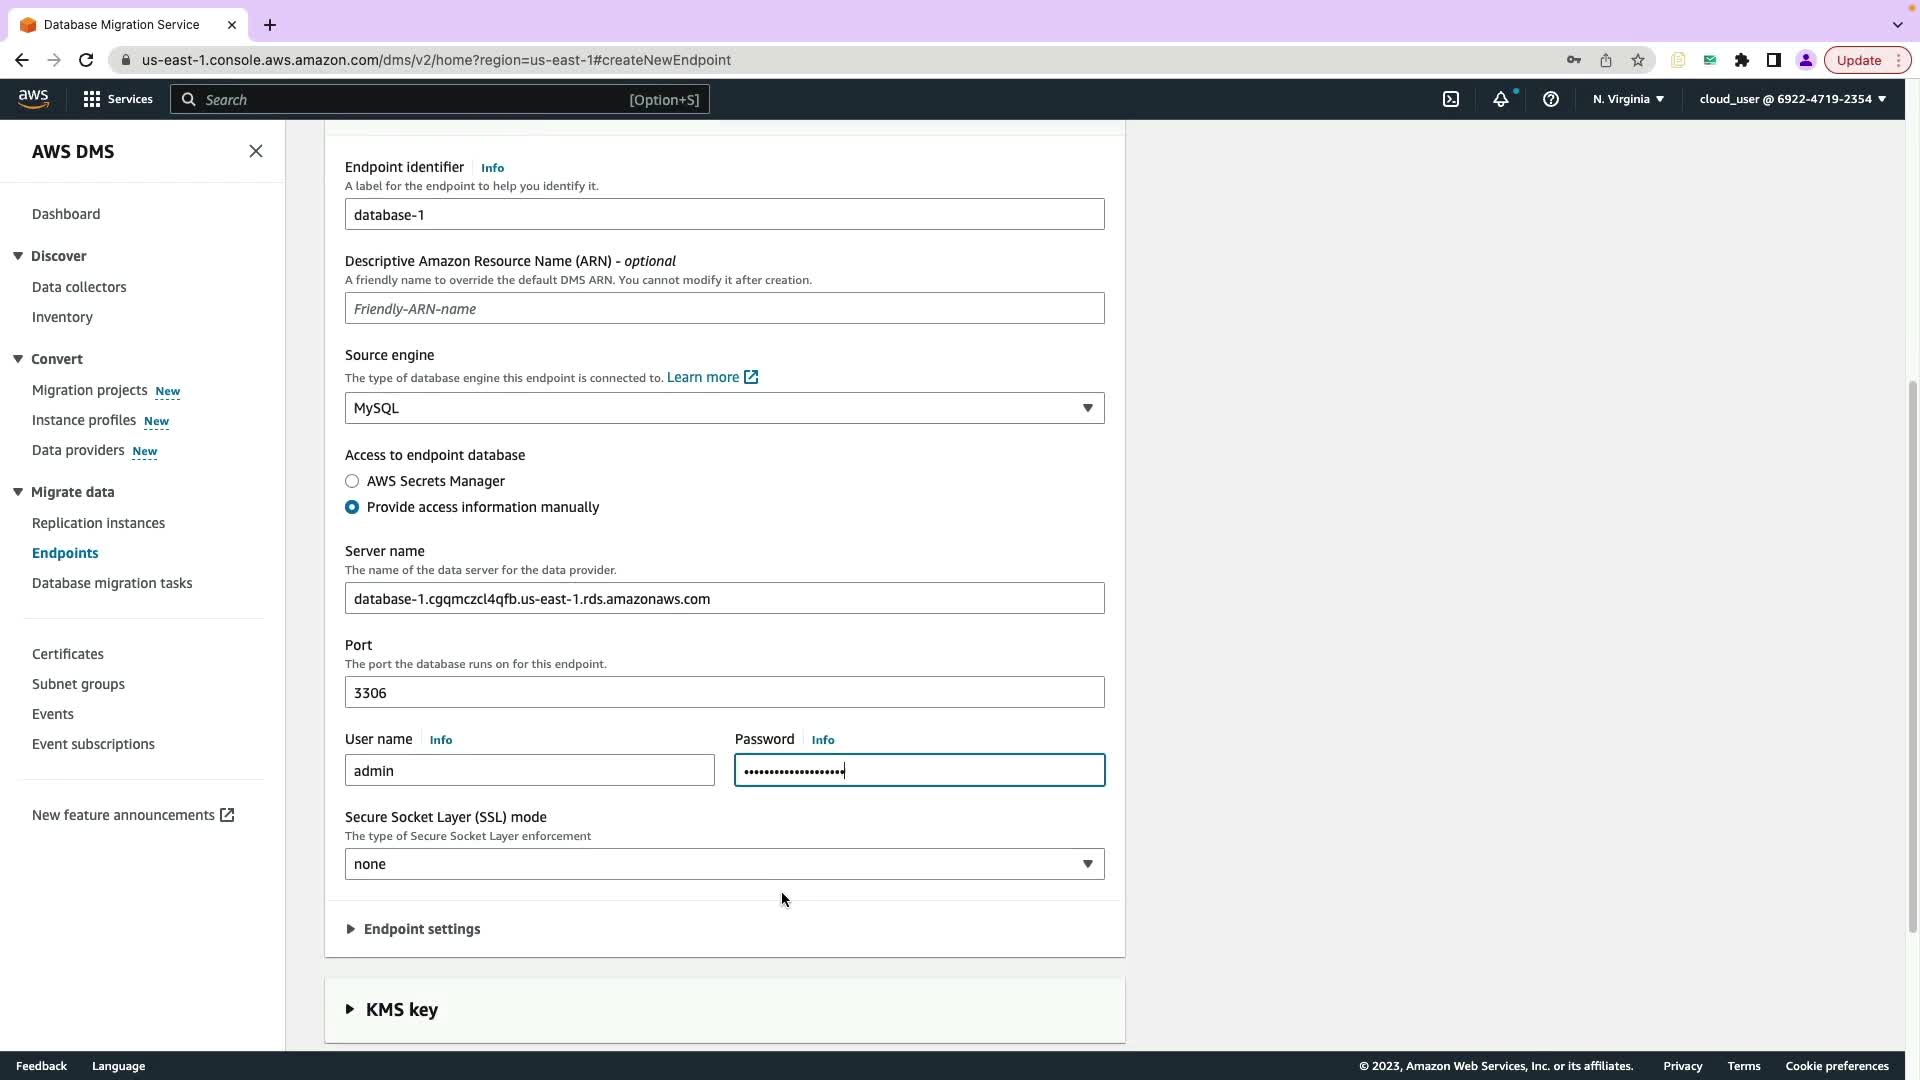 Database Migration Service
us-east-1.console.aws.amazon.com/dms/v2/home?region=us-east-1#createNewEndpoint
Update
aws
Services
Search
[Option+S]
N. Virginia
cloud_user @ 6922-4719-2354
AWS DMS
Dashboard
Discover
Data collectors
Inventory
Convert
Migration projects New
Instance profiles New
Data providers New
Migrate data
Replication instances
Endpoints
Database migration tasks
Certificates
Subnet groups
Events
Event subscriptions
New feature announcements
Endpoint identifier Info
A label for the endpoint to help you identify it.
database-1
Descriptive Amazon Resource Name (ARN) - optional
A friendly name to override the default DMS ARN. You cannot modify it after creation.
Friendly-ARN-name
Source engine
The type of database engine this endpoint is connected to. Learn more
MySQL
Access to endpoint database
AWS Secrets Manager
Provide access information manually
Server name
The name of the data server for the data provider.
database-1.cgqmczcl4qfb.us-east-1.rds.amazonaws.com
Port
The port the database runs on for this endpoint.
3306
User name Info
admin
Password Info
••••••••••••••••••••
Secure Socket Layer (SSL) mode
The type of Secure Socket Layer enforcement
none
Endpoint settings
KMS key
Feedback
Language
© 2023, Amazon Web Services, Inc. or its affiliates.
Privacy
Terms
Cookie preferences